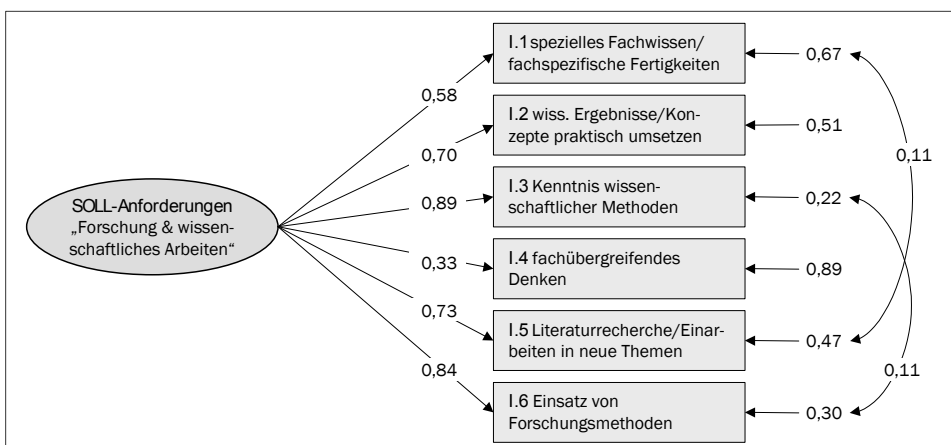 I.1 spezielles Fachwissen/
fachspezifische Fertigkeiten
0,67
0,58
I.2 wiss. Ergebnisse/Kon-
zepte praktisch umsetzen
0,51
0,70
0,11
SOLL-Anforderungen
„Forschung & wissen-
schaftliches Arbeiten“
0,89
I.3 Kenntnis wissen-
schaftlicher Methoden
0,22
0,33
I.4 fachübergreifendes
Denken
0,89
0,73
I.5 Literaturrecherche/Einar-
beiten in neue Themen
0,47
0,84
0,11
I.6 Einsatz von
Forschungsmethoden
0,30